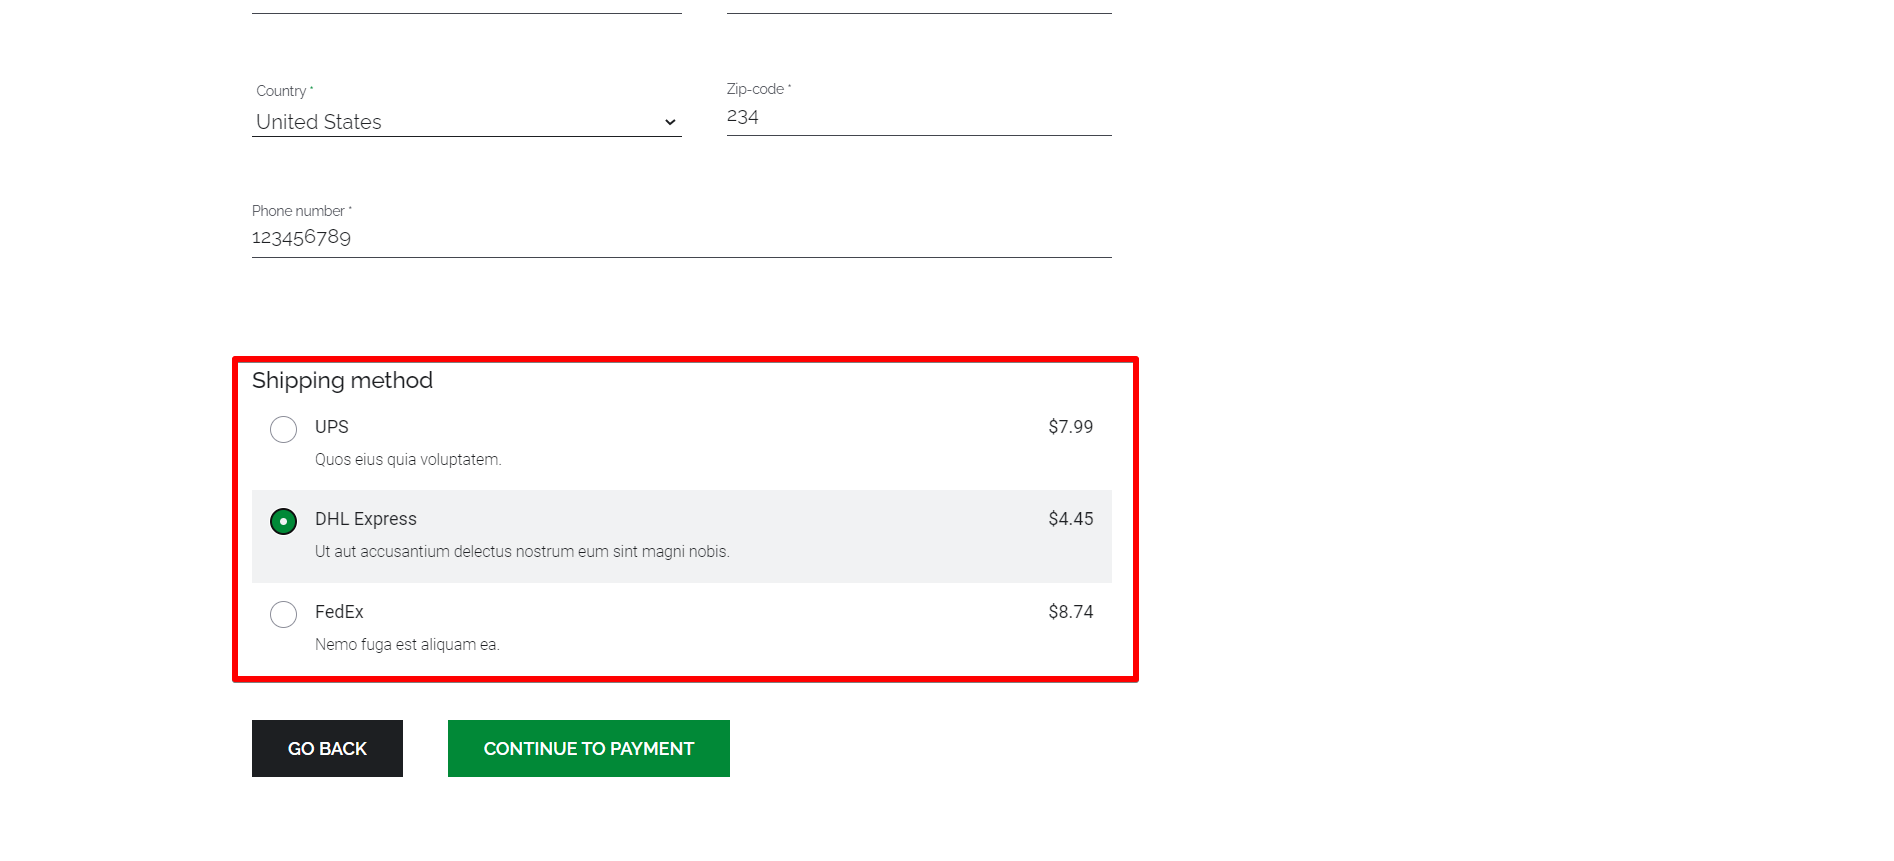 Country *
Zip-code *
United States
234
Phone number *
123456789
Shipping method
UPS
$7.99
Quos eius quia voluptatem.
DHL Express
$4.45
Ut aut accusantium delectus nostrum eum sint magni nobis.
FedEx
$8.74
Nemo fuga est aliquam ea.
GO BACK
CONTINUE TO PAYMENT